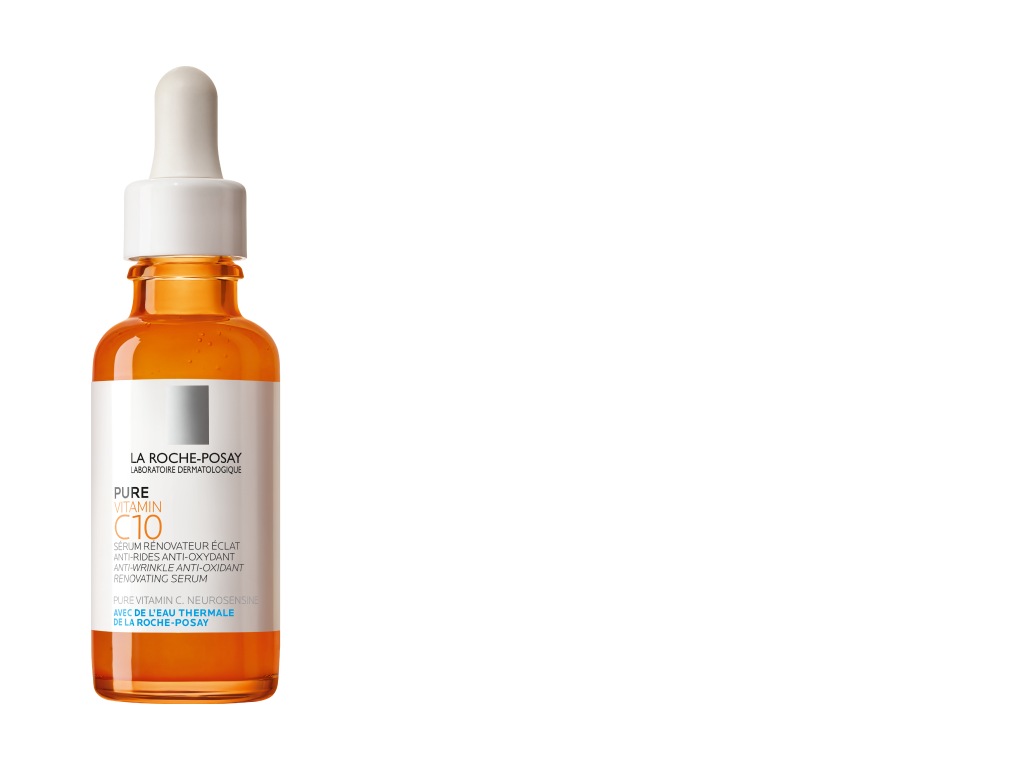 LA ROCHE-POSAY
LABORATOIRE DERMATOLOGIQUE
PURE
VITAMIN
C10
SÉRUM RÉNOVATEUR ÉCLAT
ANTI-RIDES ANTI-OXYDANT
ANTI-WRINKLE ANTI-OXIDANT
RENOVATING SERUM
PURE VITAMIN C. NEUROSENSINE
AVEC DE L'EAU THERMALE
DE LA ROCHE-POSAY